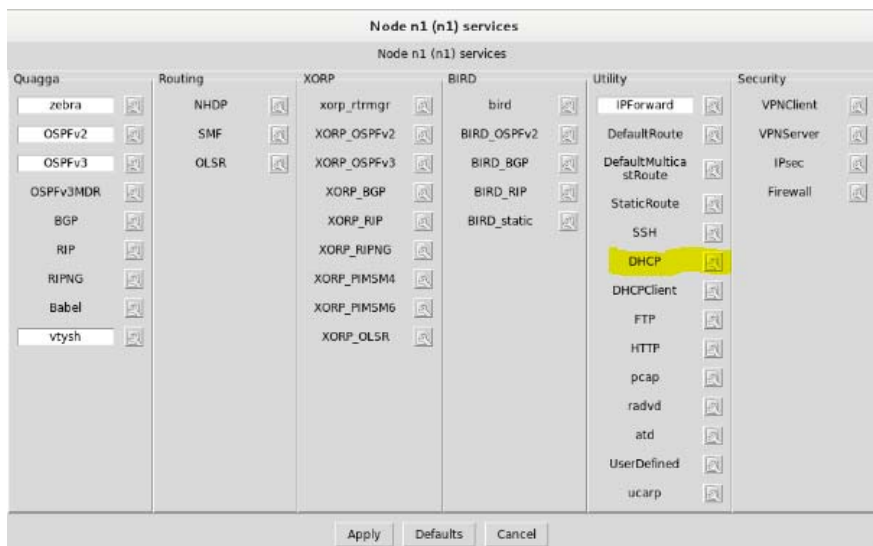 Node n1 (n1) services
Node n1 (n1) services
Quagga
zebra
OSPFv2
OSPFv3
OSPFv3MDR
BGP
RIP
RIPNG
Babel
vtysh
Routing
NHDP
SMF
OLSR
XORP
xorp_rtrmgr
XORP_OSPFv2
XORP_OSPFv3
XORP_BGP
XORP_RIP
XORP_RIPNG
XORP_PIMSM4
XORP_PIMSM6
XORP_OLSR
BIRD
bird
BIRD_OSPFv2
BIRD_BGP
BIRD_RIP
BIRD_static
Utility
IPForward
DefaultRoute
DefaultMultica
stRoute
StaticRoute
SSH
DHCP
DHCPClient
FTP
HTTP
pcap
radvd
atd
UserDefined
ucarp
Security
VPNClient
VPNServer
IPsec
Firewall
Apply
Defaults
Cancel